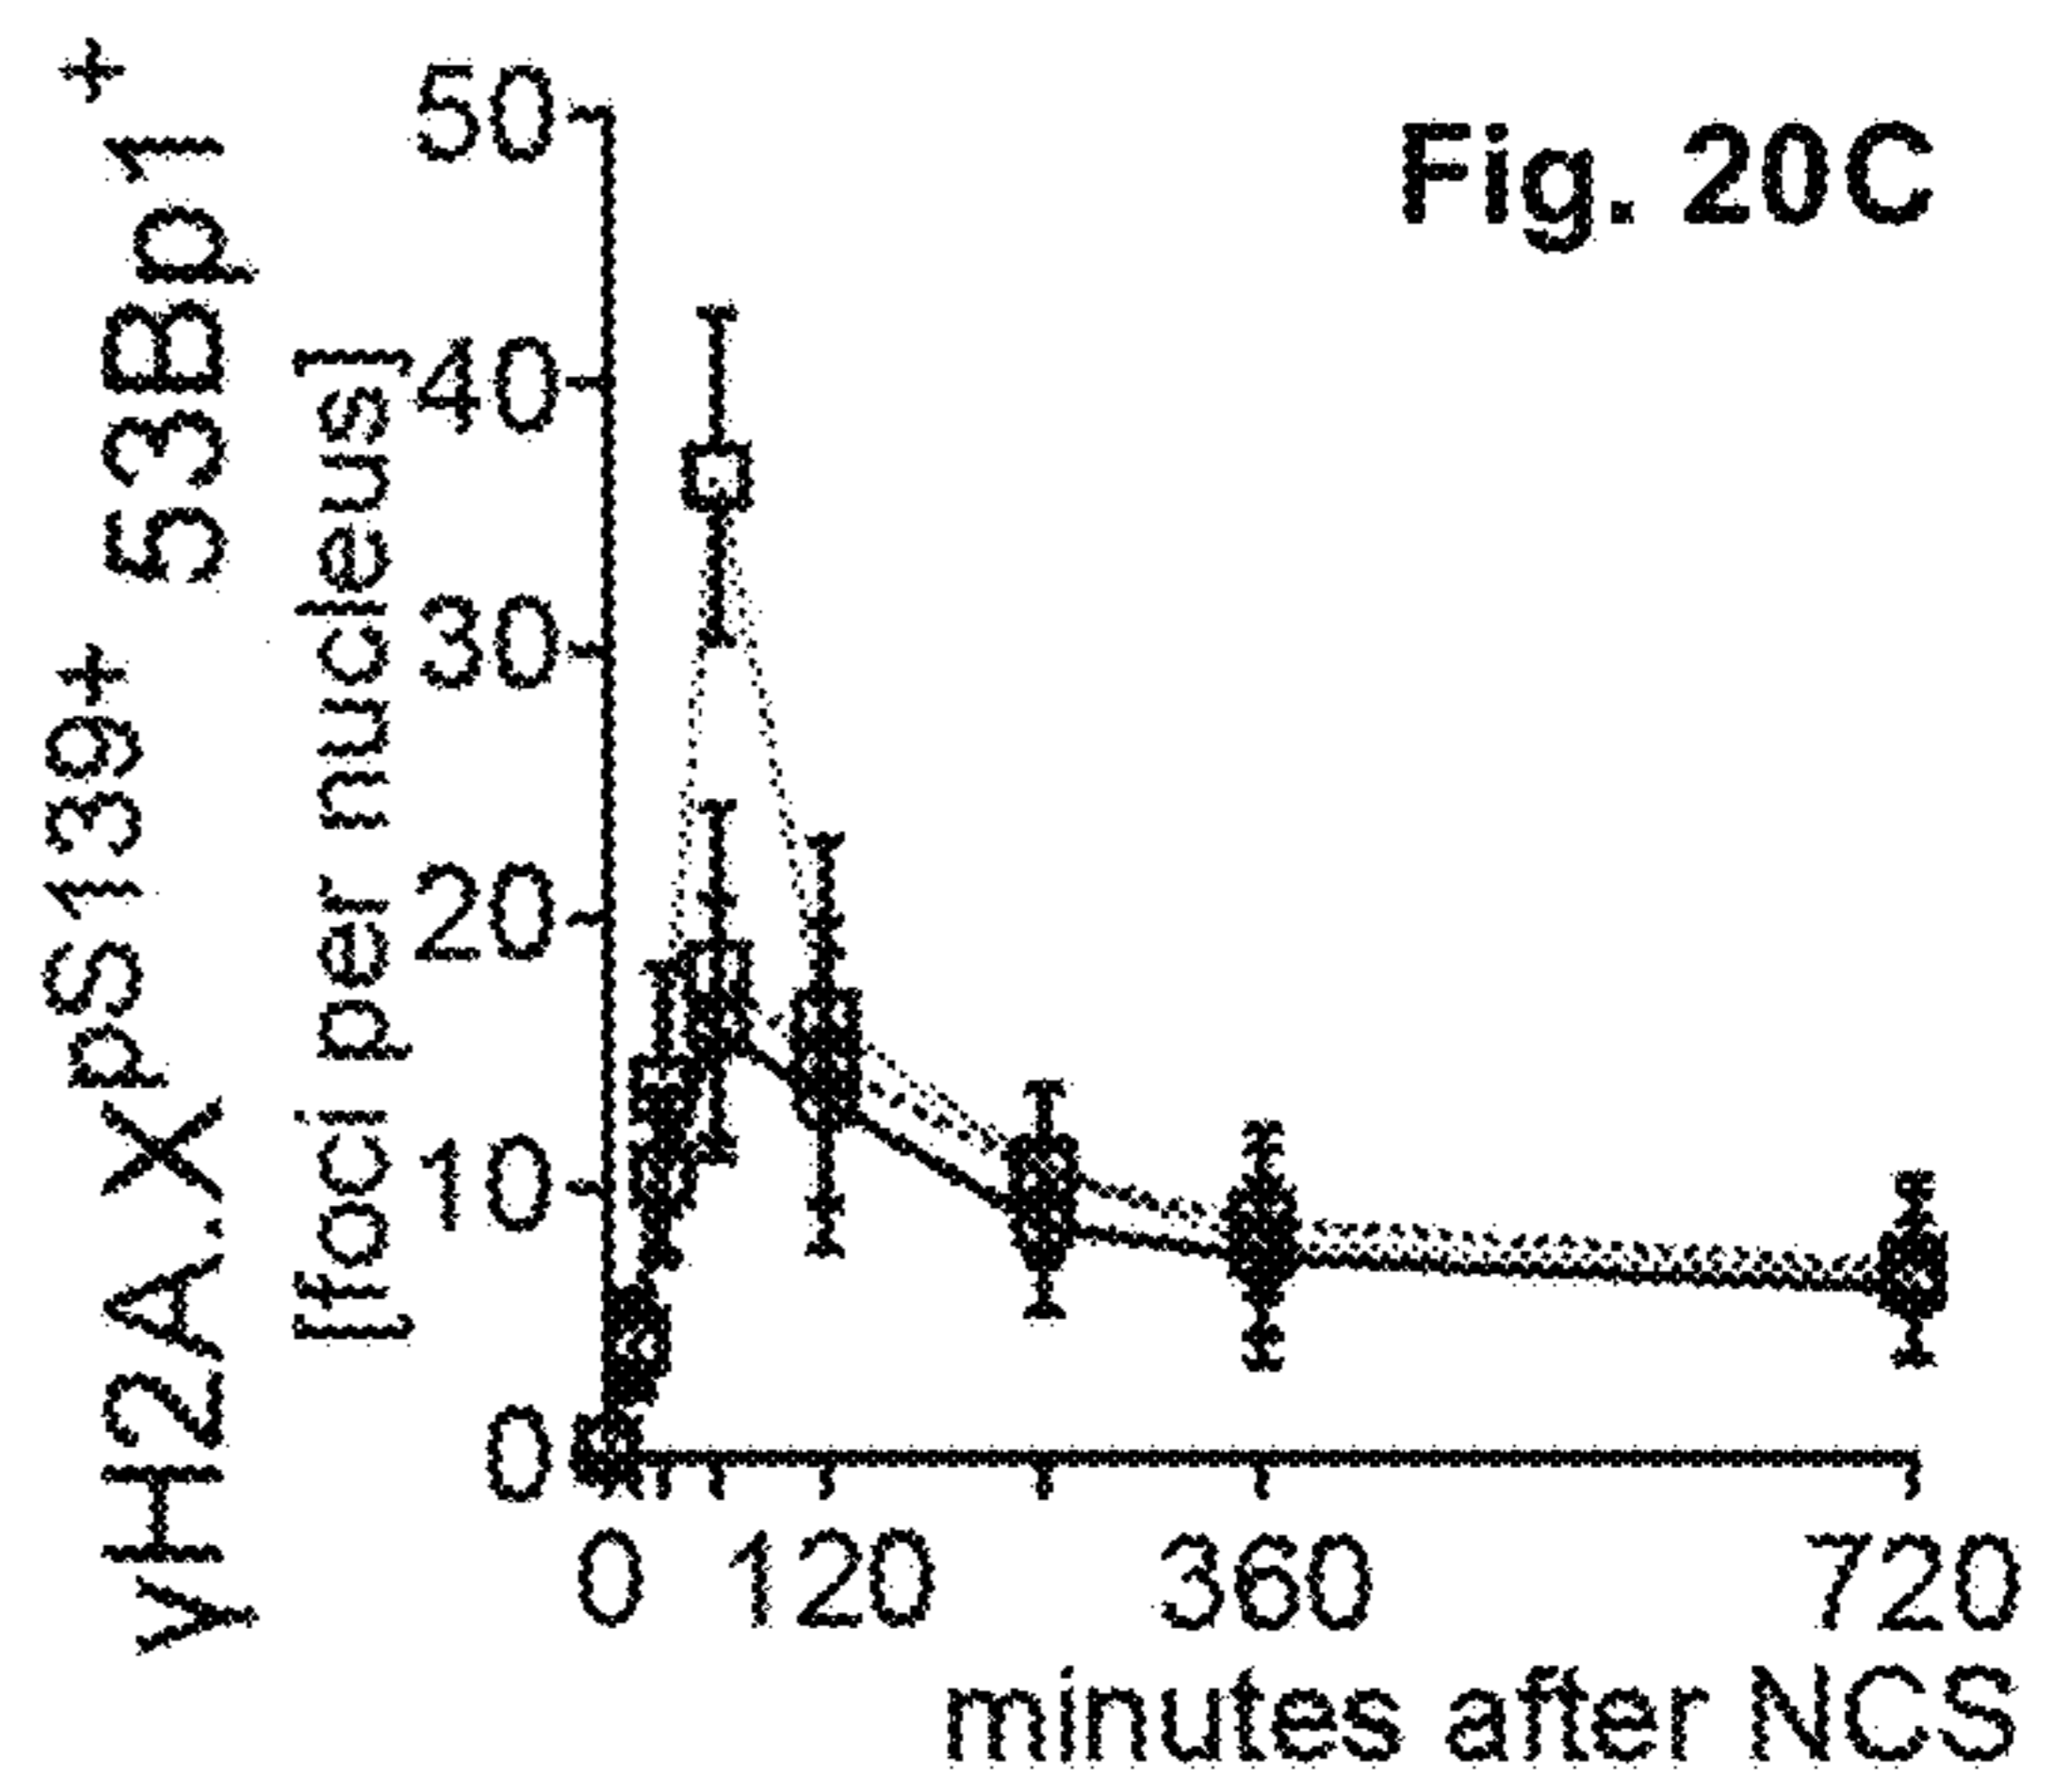 Fig. 20C
γH2A.X pS139+ 53Bp1+
[foci per nucleus]
50
40
30
20
10
0
0 120 360 720
minutes after NCS